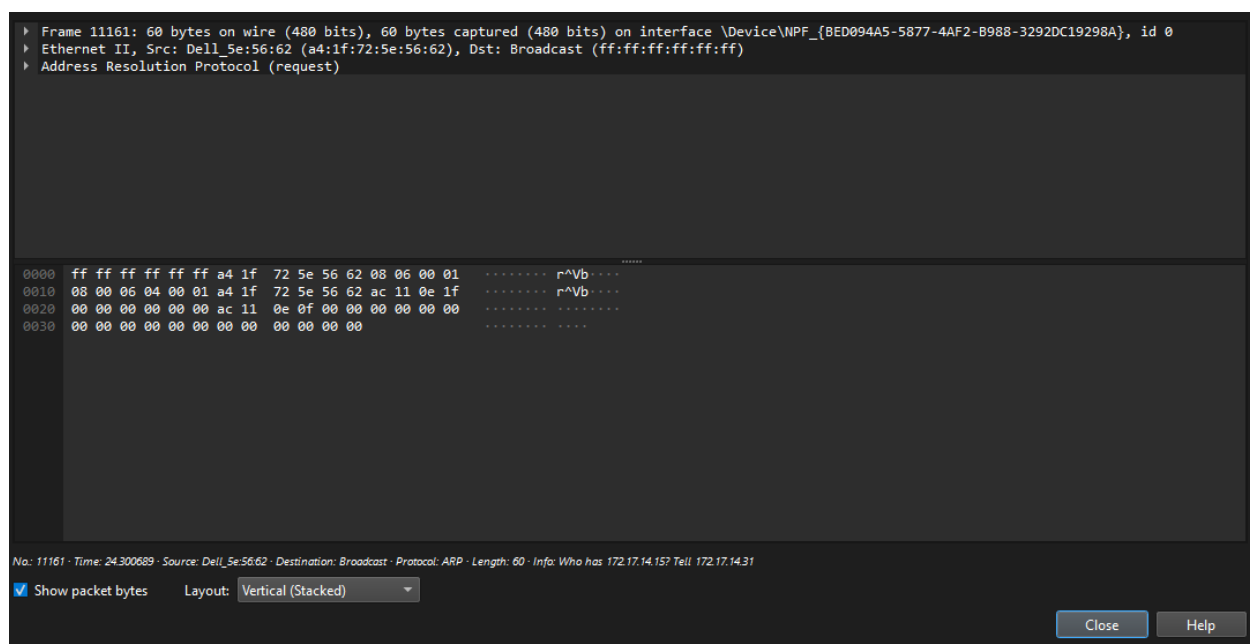 Frame 11161: 60 bytes on wire (480 bits), 60 bytes captured (480 bits) on interface \Device\NPF_{BED094A5-5877-4AF2-B988-3292DC19298A}, id 0
Ethernet II, Src: Dell_5e:56:62 (a4:1f:72:5e:56:62), Dst: Broadcast (ff:ff:ff:ff:ff:ff)
Address Resolution Protocol (request)
0000 ff ff ff ff ff ff a4 1f 72 5e 56 62 08 06 00 01 ········ r^Vb····
0010 08 00 06 04 00 01 a4 1f 72 5e 56 62 ac 11 0e 1f ········ r^Vb····
0020 00 00 00 00 00 00 ac 11 0e 0f 00 00 00 00 00 00 ········ ········
0030 00 00 00 00 00 00 00 00 00 00 00 00 ········ ····
No.: 11161 · Time: 24.300689 · Source: Dell_5e:56:62 · Destination: Broadcast · Protocol: ARP · Length: 60 · Info: Who has 172.17.14.15? Tell 172.17.14.31
Show packet bytes Layout: Vertical (Stacked)
Close Help